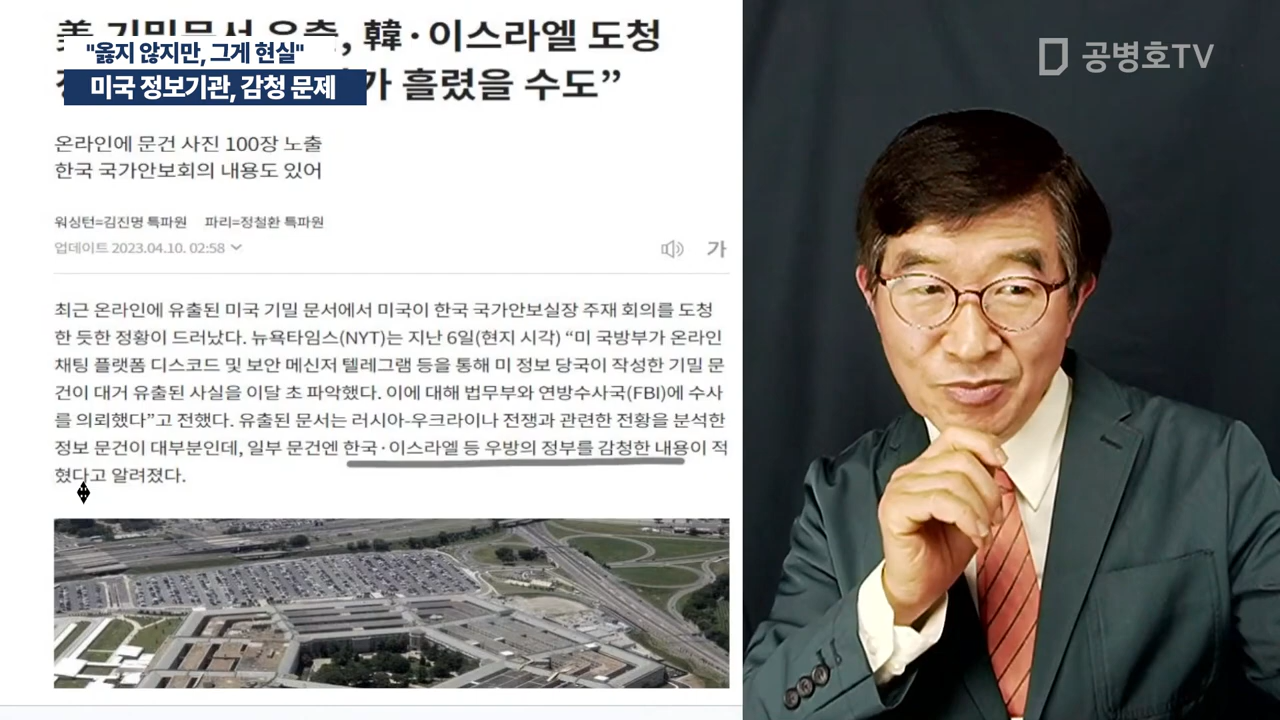 美 기밀문서 유출, 韓·이스라엘 도청
"옳지 않지만, 그게 현실"
가 흘렸을 수도”
미국 정보기관, 감청 문제
공병호TV
온라인에 문건 사진 100장 노출
한국 국가안보회의 내용도 있어
워싱턴=김진명 특파원 파리=정철환 특파원
업데이트 2023.04.10. 02:58
가
최근 온라인에 유출된 미국 기밀 문서에서 미국이 한국 국가안보실장 주재 회의를 도청
한 듯한 정황이 드러났다. 뉴욕타임스(NYT)는 지난 6일(현지 시각) “미 국방부가 온라인
채팅 플랫폼 디스코드 및 보안 메신저 텔레그램 등을 통해 미 정보 당국이 작성한 기밀 문
건이 대거 유출된 사실을 이달 초 파악했다. 이에 대해 법무부와 연방수사국(FBI)에 수사
를 의뢰했다”고 전했다. 유출된 문서는 러시아-우크라이나 전쟁과 관련한 전황을 분석한
정보 문건이 대부분인데, 일부 문건엔 한국·이스라엘 등 우방의 정부를 감청한 내용이 적
혔다고 알려졌다.